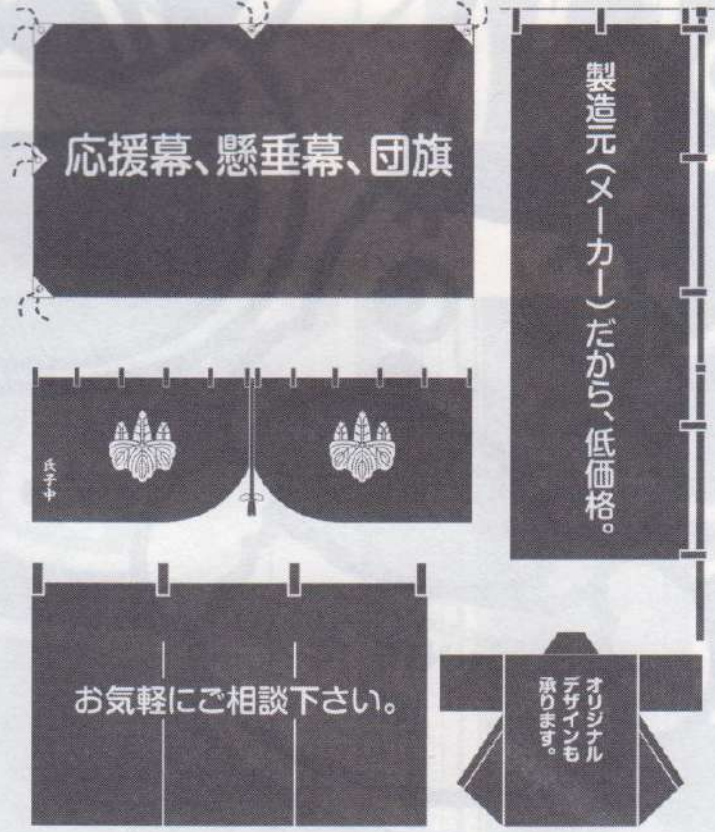 応援幕、懸垂幕、団旗
製造元(メーカー)だから、低価格。
氏子中
お気軽にご相談下さい。
オリジナル
デザインも
承ります。